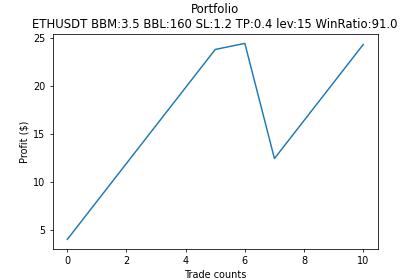 Portfolio
ETHUSDT BBM:3.5 BBL:160 SL:1.2 TP:0.4 lev:15 WinRatio:91.0
25
20
15
10
5
Profit ($)
0 2 4 6 8 10
Trade counts